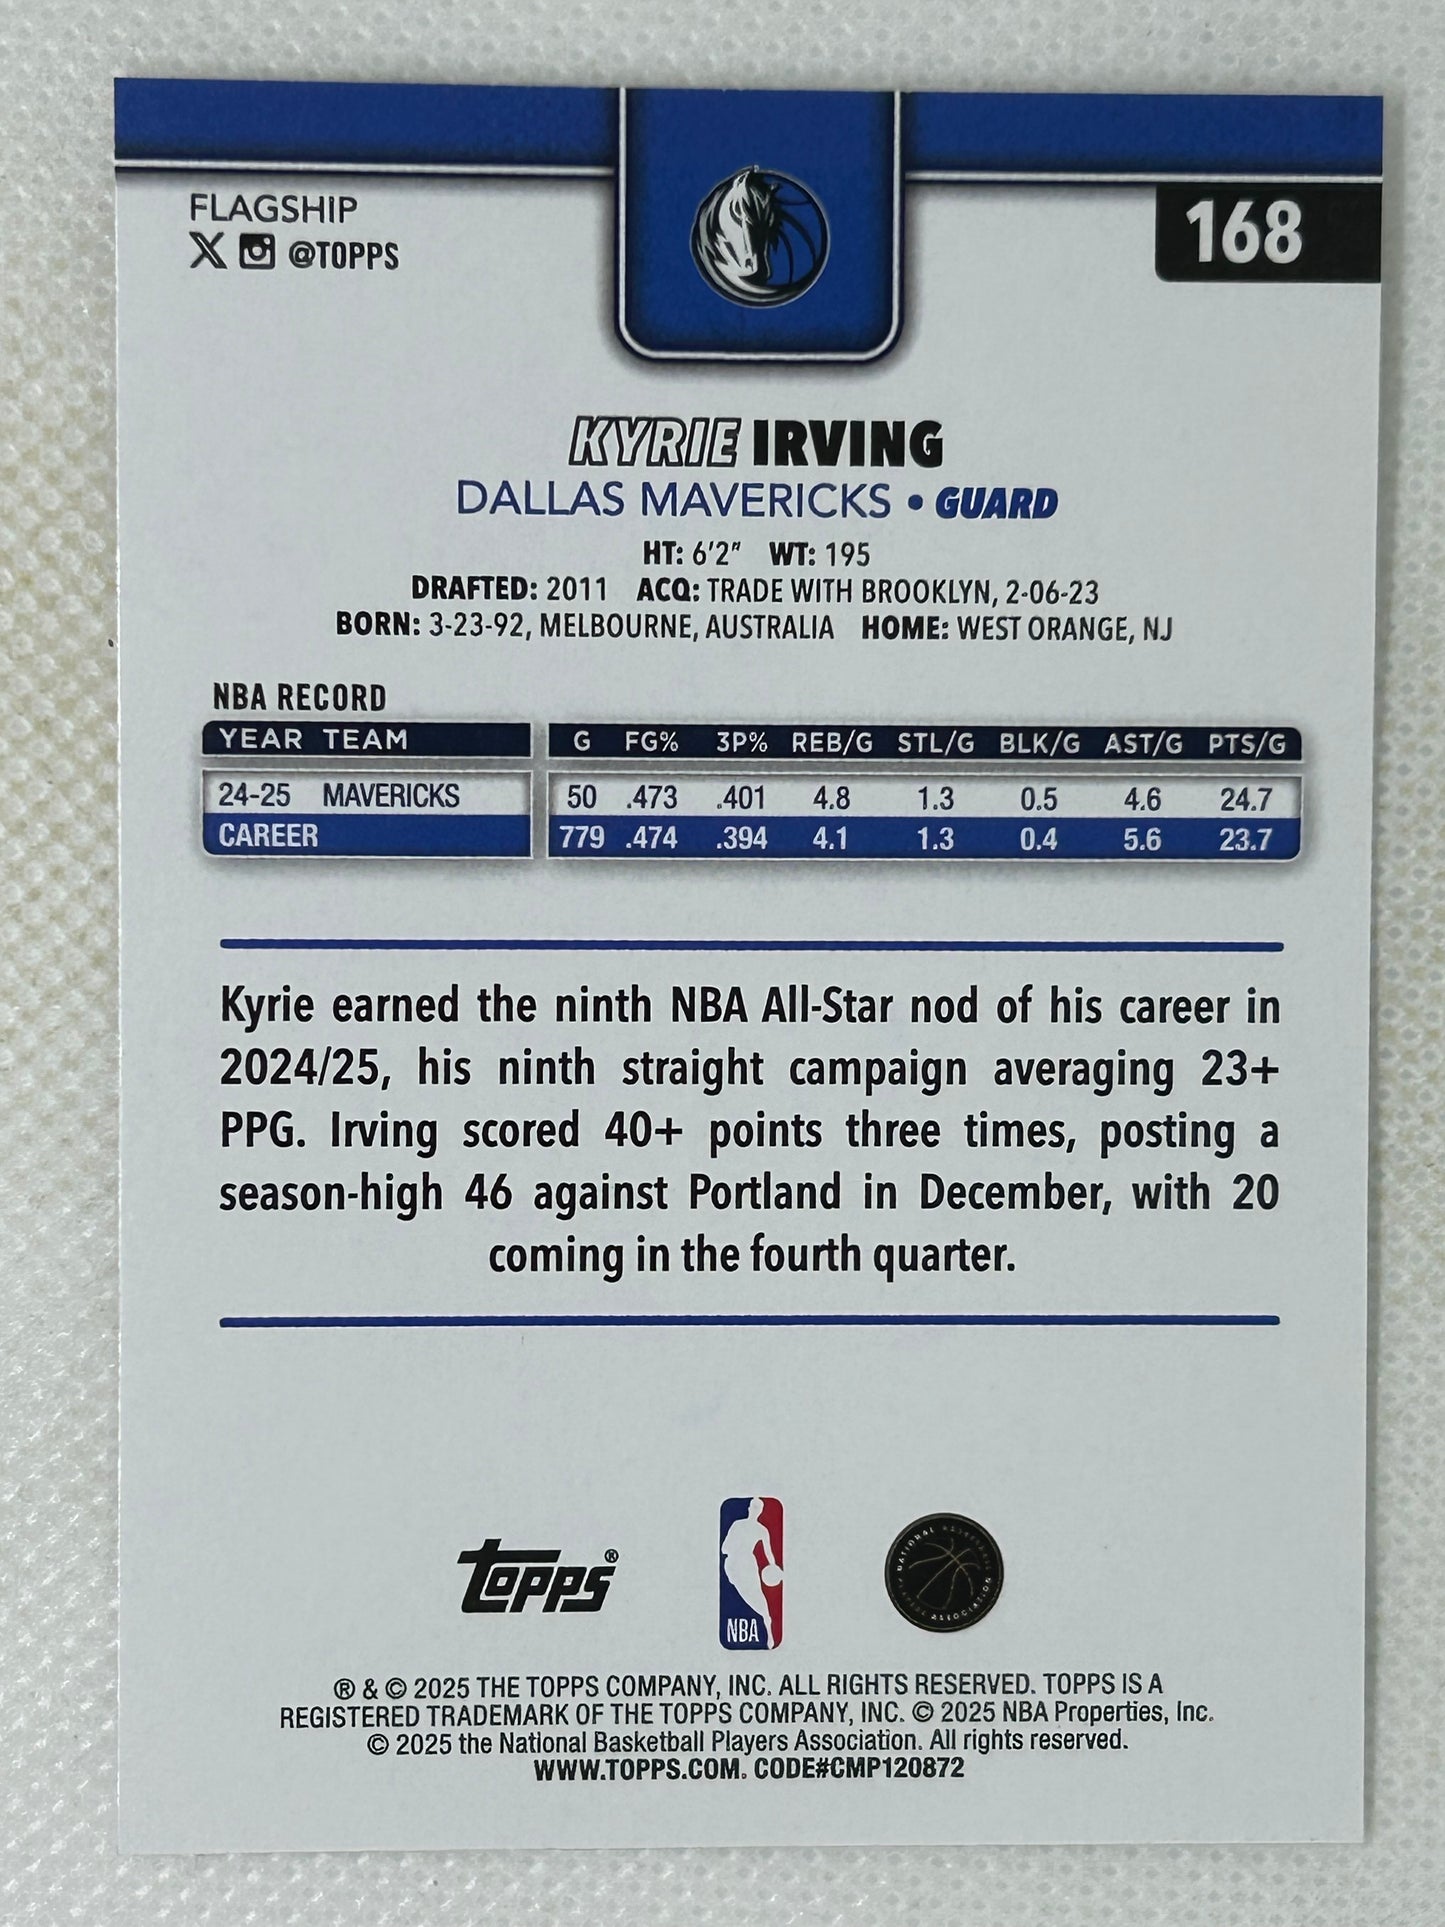 FLAGSHIP
168
X @TOPPS
KYRIE IRVING
DALLAS MAVERICKS • GUARD
HT: 6'2" WT: 195
DRAFTED: 2011 ACQ: TRADE WITH BROOKLYN, 2-06-23
BORN: 3-23-92, MELBOURNE, AUSTRALIA HOME: WEST ORANGE, NJ
NBA RECORD
YEAR TEAM G FG% 3P% REB/G STL/G BLK/G AST/G PTS/G
24-25 MAVERICKS 50 .473 .401 4.8 1.3 0.5 4.6 24.7
CAREER 779 .474 .394 4.1 1.3 0.4 5.6 23.7
Kyrie earned the ninth NBA All-Star nod of his career in
2024/25, his ninth straight campaign averaging 23+
PPG. Irving scored 40+ points three times, posting a
season-high 46 against Portland in December, with 20
coming in the fourth quarter.
Topps®
NBA
NATIONAL BASKETBALL PLAYERS ASSOCIATION
® & © 2025 THE TOPPS COMPANY, INC. ALL RIGHTS RESERVED. TOPPS IS A
REGISTERED TRADEMARK OF THE TOPPS COMPANY, INC. © 2025 NBA Properties, Inc.
© 2025 the National Basketball Players Association. All rights reserved.
WWW.TOPPS.COM. CODE#CMP120872